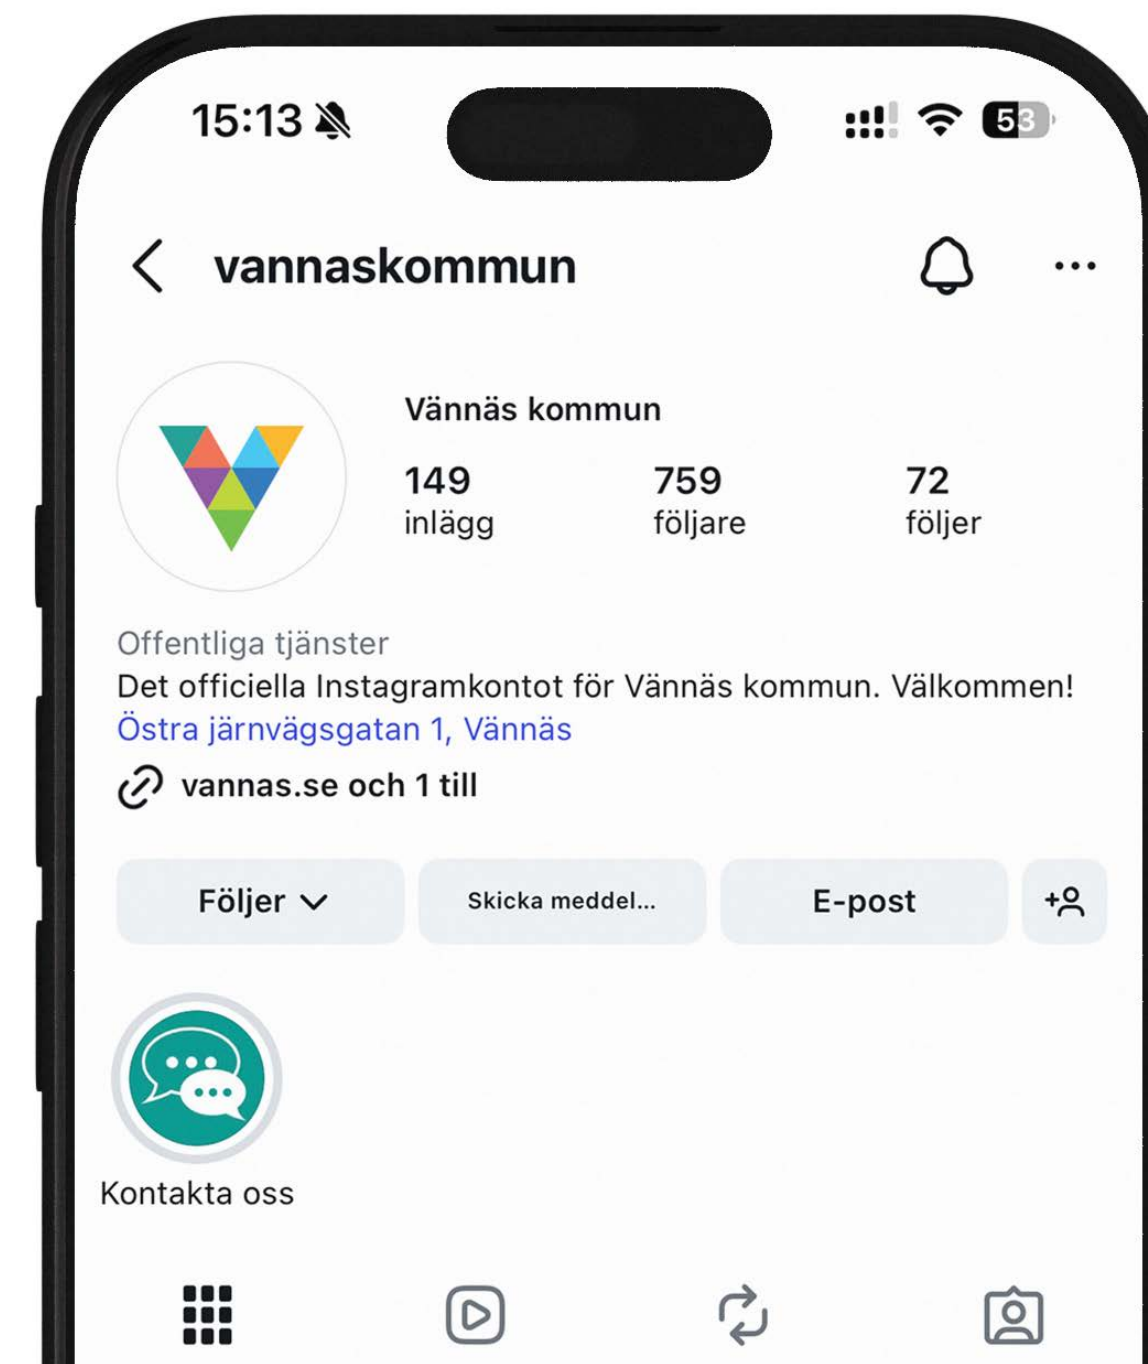 15:13
53
vannaskommun
Vännäs kommun
149 759 72
inlägg följare följer
Offentliga tjänster
Det officiella Instagramkontot för Vännäs kommun. Välkommen!
Östra järnvägsgatan 1, Vännäs
vannas.se och 1 till
Följer Skicka meddel... E-post
Kontakta oss